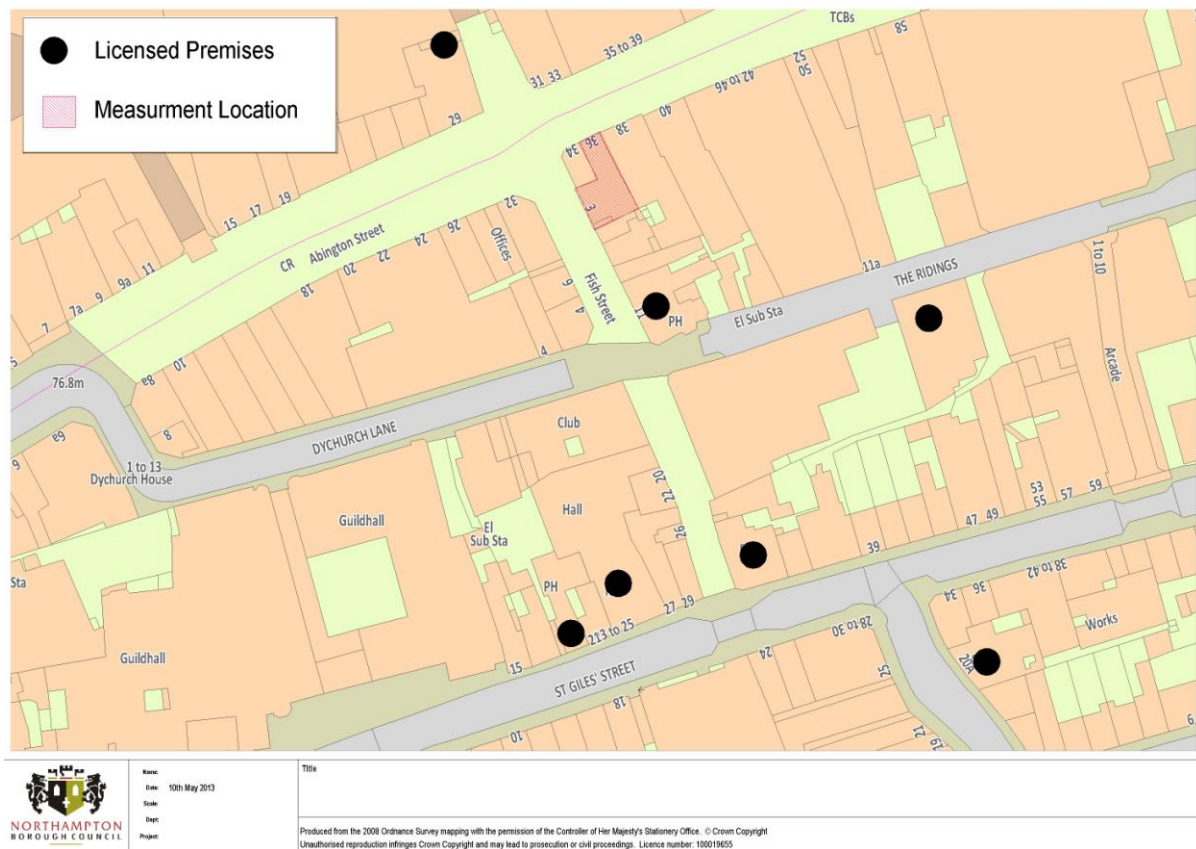 Licensed Premises
Measurment Location
TCBs
58
35 to 39
52
50
31 33
42 to 46
29
40
38
36
34
15 17 19
32
3
26
Offices
24
CR Abington Street
22
20
18
11
9a
9
7a
7
5
Fish Street
6
4
11
PH
El Sub Sta
11a
THE RIDINGS
1 to 10
Arcade
10
8a
76.8m
4
6a
8
6
DYCHURCH LANE
1 to 13
Dychurch House
Club
20
22
26
Hall
Guildhall
El
Sub Sta
53
55
57
59
47 49
39
Sta
PH
27 29
213 to 25
38 to 42
36
34
Works
Guildhall
15
ST GILES' STREET
28 to 30
24
25
20A
18
10
21
19
9
NORTHAMPTON
BOROUGH COUNCIL
Name:
Date: 10th May 2013
Scale:
Dept:
Project:
Title
Produced from the 2008 Ordnance Survey mapping with the permission of the Controller of Her Majesty's Stationery Office. © Crown Copyright
Unauthorised reproduction infringes Crown Copyright and may lead to prosecution or civil proceedings. Licence number: 100019655